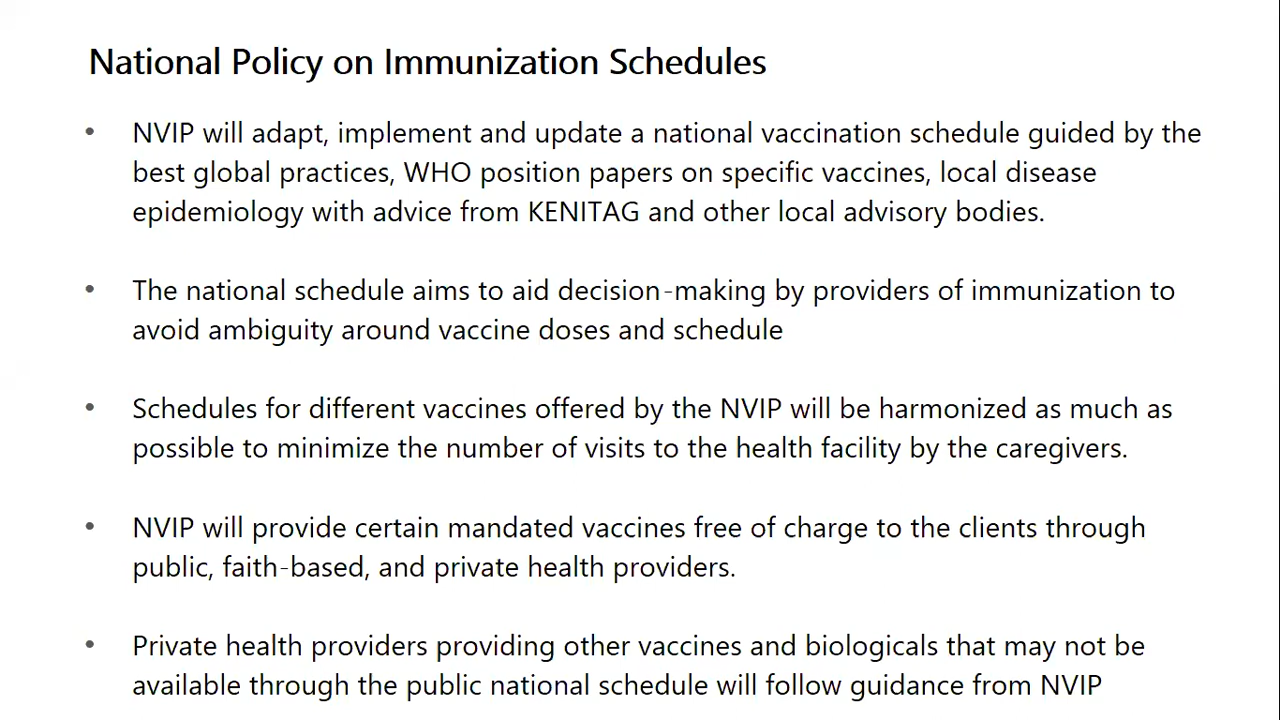 National Policy on Immunization Schedules
• NVIP will adapt, implement and update a national vaccination schedule guided by the
best global practices, WHO position papers on specific vaccines, local disease
epidemiology with advice from KENITAG and other local advisory bodies.
• The national schedule aims to aid decision-making by providers of immunization to
avoid ambiguity around vaccine doses and schedule
• Schedules for different vaccines offered by the NVIP will be harmonized as much as
possible to minimize the number of visits to the health facility by the caregivers.
• NVIP will provide certain mandated vaccines free of charge to the clients through
public, faith-based, and private health providers.
• Private health providers providing other vaccines and biologicals that may not be
available through the public national schedule will follow guidance from NVIP